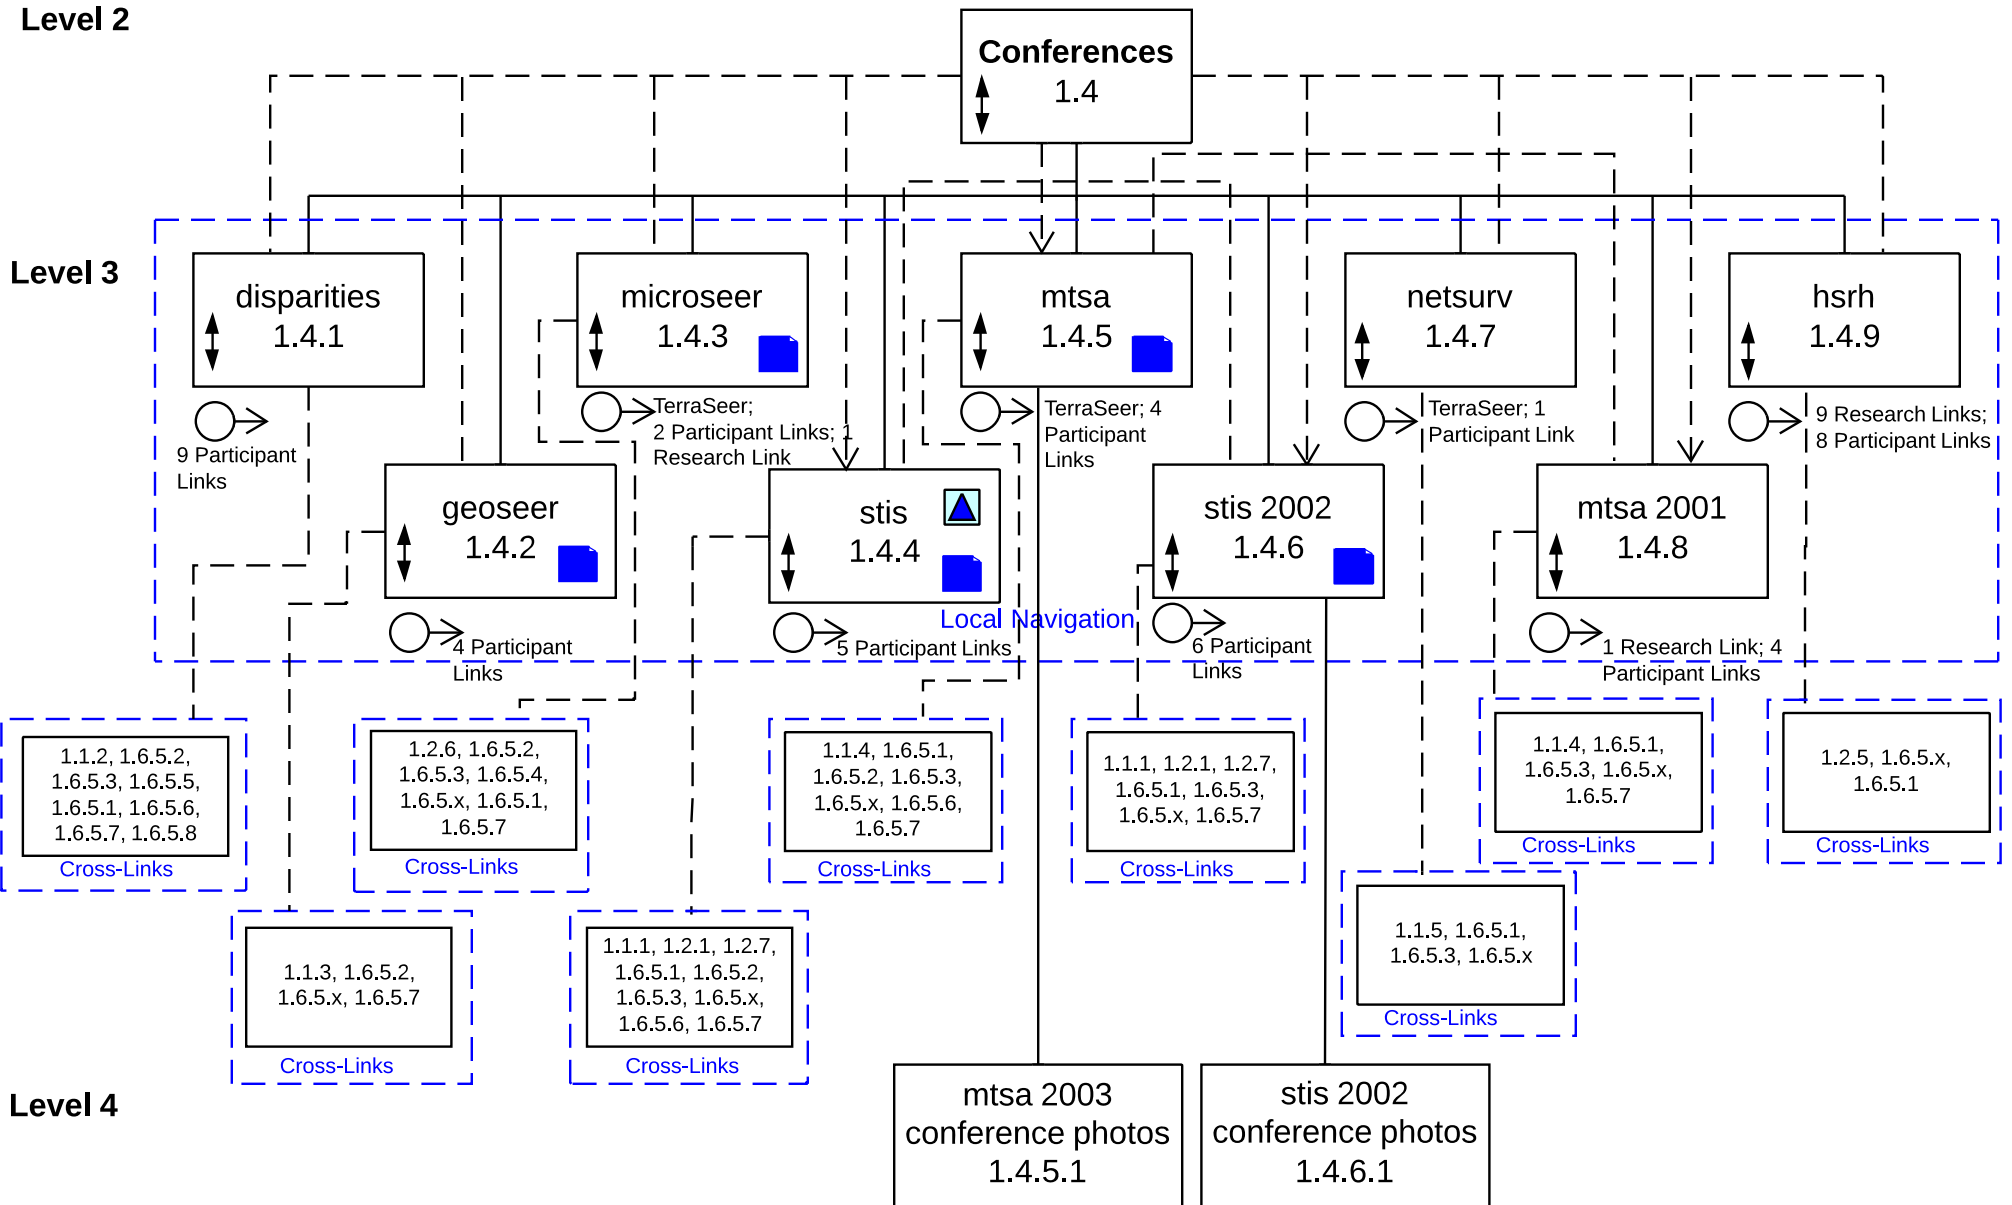 Level 2
Conferences
1.4
Level 3
disparities
1.4.1
microseer
1.4.3
mtsa
1.4.5
netsurv
1.4.7
hsrh
1.4.9
9 Participant
Links
TerraSeer;
2 Participant Links; 1
Research Link
TerraSeer; 4
Participant
Links
TerraSeer; 1
Participant Link
9 Research Links;
8 Participant Links
geoseer
1.4.2
stis
1.4.4
stis 2002
1.4.6
mtsa 2001
1.4.8
Local Navigation
4 Participant
Links
5 Participant Links
6 Participant
Links
1 Research Link; 4
Participant Links
1.1.2, 1.6.5.2,
1.6.5.3, 1.6.5.5,
1.6.5.1, 1.6.5.6,
1.6.5.7, 1.6.5.8
Cross-Links
1.2.6, 1.6.5.2,
1.6.5.3, 1.6.5.4,
1.6.5.x, 1.6.5.1,
1.6.5.7
Cross-Links
1.1.4, 1.6.5.1,
1.6.5.2, 1.6.5.3,
1.6.5.x, 1.6.5.6,
1.6.5.7
Cross-Links
1.1.1, 1.2.1, 1.2.7,
1.6.5.1, 1.6.5.3,
1.6.5.x, 1.6.5.7
Cross-Links
1.1.4, 1.6.5.1,
1.6.5.3, 1.6.5.x,
1.6.5.7
Cross-Links
1.2.5, 1.6.5.x,
1.6.5.1
Cross-Links
1.1.3, 1.6.5.2,
1.6.5.x, 1.6.5.7
Cross-Links
1.1.1, 1.2.1, 1.2.7,
1.6.5.1, 1.6.5.2,
1.6.5.3, 1.6.5.x,
1.6.5.6, 1.6.5.7
Cross-Links
1.1.5, 1.6.5.1,
1.6.5.3, 1.6.5.x
Cross-Links
Level 4
mtsa 2003
conference photos
1.4.5.1
stis 2002
conference photos
1.4.6.1